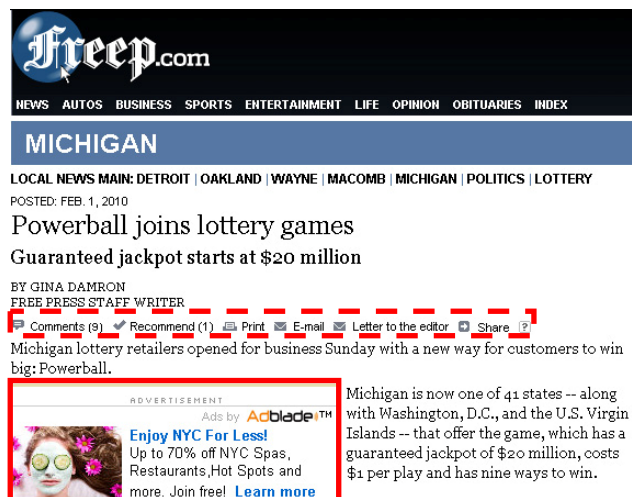 Freep.com
NEWS AUTOS BUSINESS SPORTS ENTERTAINMENT LIFE OPINION OBITUARIES INDEX
MICHIGAN
LOCAL NEWS MAIN: DETROIT | OAKLAND | WAYNE | MACOMB | MICHIGAN | POLITICS | LOTTERY
POSTED: FEB. 1, 2010
Powerball joins lottery games
Guaranteed jackpot starts at $20 million
BY GINA DAMRON
FREE PRESS STAFF WRITER
Comments (9) Recommend (1) Print E-mail Letter to the editor Share ?
Michigan lottery retailers opened for business Sunday with a new way for customers to win
big: Powerball.
ADVERTISEMENT
Ads by Adblade™
Enjoy NYC For Less!
Up to 70% off NYC Spas,
Restaurants,Hot Spots and
more. Join free! Learn more
Michigan is now one of 41 states -- along
with Washington, D.C., and the U.S. Virgin
Islands -- that offer the game, which has a
guaranteed jackpot of $20 million, costs
$1 per play and has nine ways to win.